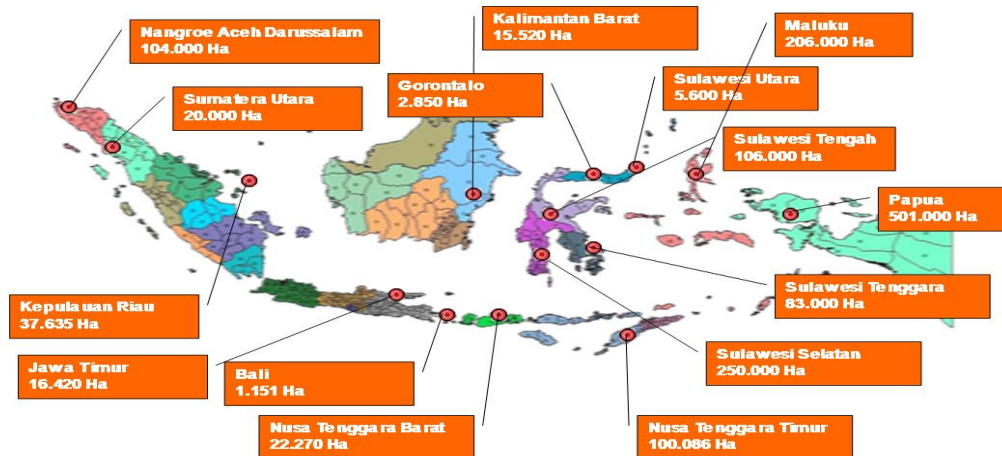 Kalimantan Barat
15.520 Ha
Maluku
206.000 Ha
Nangroe Aceh Darussalam
104.000 Ha
Gorontalo
2.850 Ha
Sulawesi Utara
5.600 Ha
Sumatera Utara
20.000 Ha
Sulawesi Tengah
106.000 Ha
Papua
501.000 Ha
Sulawesi Tenggara
83.000 Ha
Kepulauan Riau
37.635 Ha
Sulawesi Selatan
250.000 Ha
Jawa Timur
16.420 Ha
Bali
1.151 Ha
Nusa Tenggara Barat
22.270 Ha
Nusa Tenggara Timur
100.086 Ha